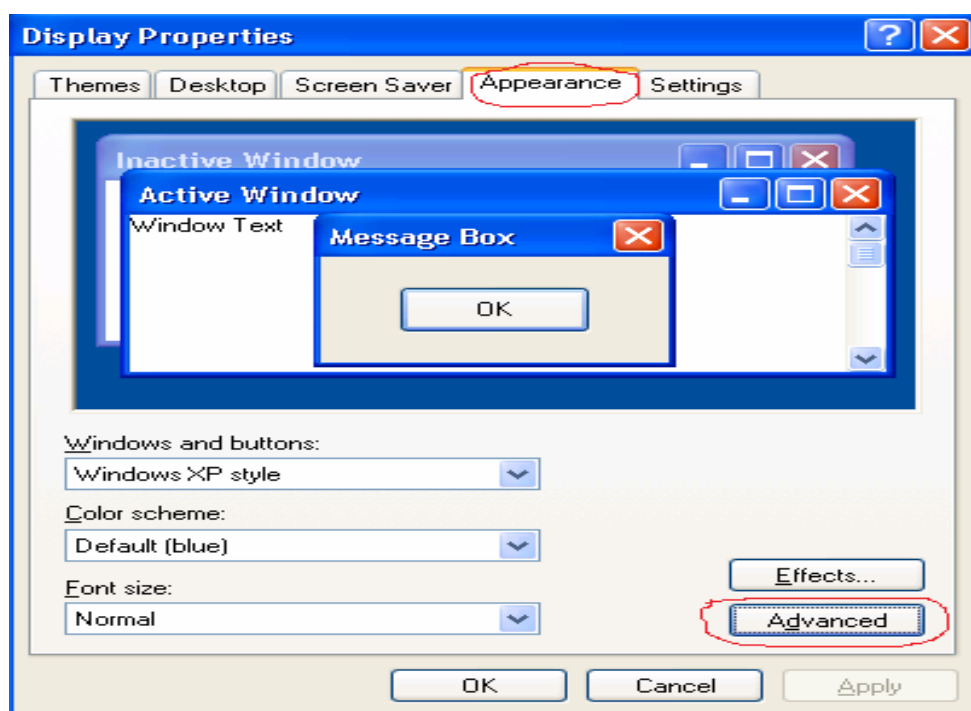 Display Properties
Themes Desktop Screen Saver Appearance Settings
Inactive Window
Active Window
Window Text
Message Box
OK
Windows and buttons:
Windows XP style
Color scheme:
Default (blue)
Effects...
Font size:
Normal
Advanced
OK Cancel Apply